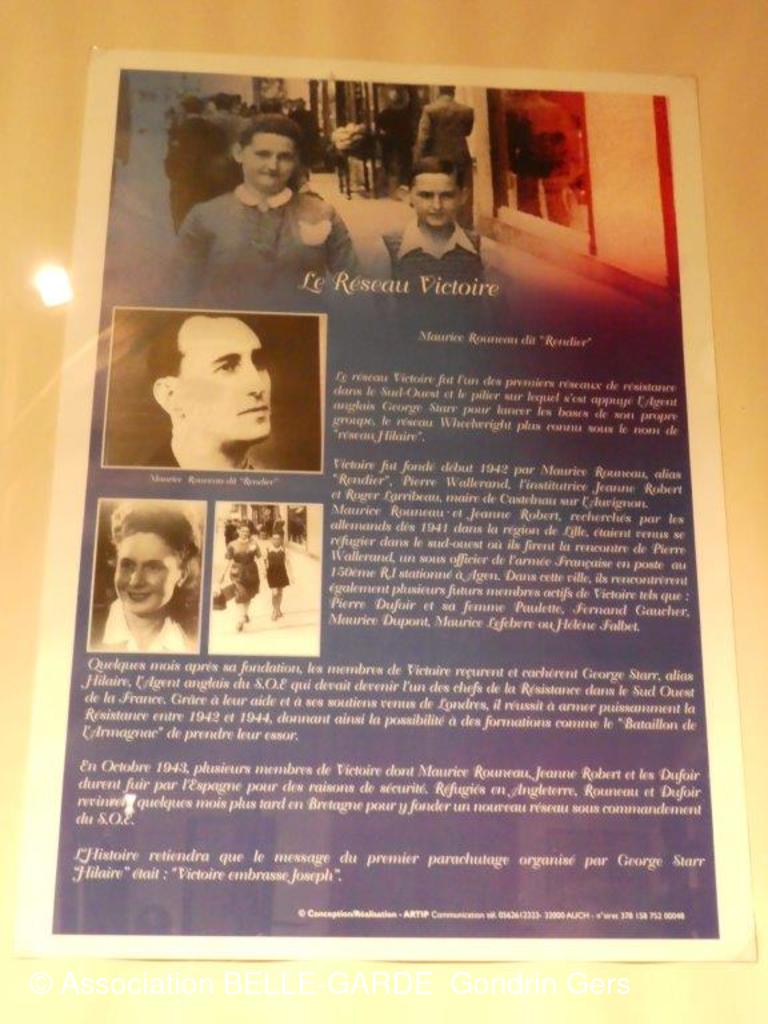 Le Réseau Victoire
Maurice Rouneau dit "Rendier"
Maurice Rouneau dit "Rendier"
Le réseau Victoire fut l'un des premiers réseaux de résistance
dans le Sud-Ouest et le pilier sur lequel s'est appuyé l'Agent
anglais George Starr pour lancer les bases de son propre
groupe, le réseau Wheelwright plus connu sous le nom de
"réseau Hilaire".
Victoire fut fondé début 1942 par Maurice Rouneau, alias
"Rendier", Pierre Wallerand, l'institutrice Jeanne Robert
et Roger Larribeau, maire de Castelnau sur l'Auvignon.
Maurice Rouneau et Jeanne Robert, recherchés par les
allemands dès 1941 dans la région de Lille, étaient venus se
réfugier dans le sud-ouest où ils firent la rencontre de Pierre
Wallerand, un sous officier de l'armée Française en poste au
150ème R.I stationné à Agen. Dans cette ville, ils rencontrèrent
également plusieurs futurs membres actifs de Victoire tels que :
Pierre Dufoir et sa femme Paulette, Fernand Gaucher,
Maurice Dupont, Maurice Lefebvre ou Hélène Falbet.
Quelques mois après sa fondation, les membres de Victoire reçurent et cachèrent George Starr, alias
Hilaire, l'Agent anglais du S.O.E qui devait devenir l'un des chefs de la Résistance dans le Sud Ouest
de la France. Grâce à leur aide et à ses soutiens venus de Londres, il réussit à armer puissamment la
Résistance entre 1942 et 1944, donnant ainsi la possibilité à des formations comme le "Bataillon de
l'Armagnac" de prendre leur essor.
En Octobre 1943, plusieurs membres de Victoire dont Maurice Rouneau, Jeanne Robert et les Dufoir
durent fuir par l'Espagne pour des raisons de sécurité. Réfugiés en Angleterre, Rouneau et Dufoir
revinrent quelques mois plus tard en Bretagne pour y fonder un nouveau réseau sous commandement
du S.O.E.
L'Histoire retiendra que le message du premier parachutage organisé par George Starr
"Hilaire" était : "Victoire embrasse Joseph".
© Conception/Réalisation - ARTIP Communication tél. 0562612333- 32000 AUCH - n°siret 378 158 752 00048
© Association BELLE-GARDE Gondrin Gers